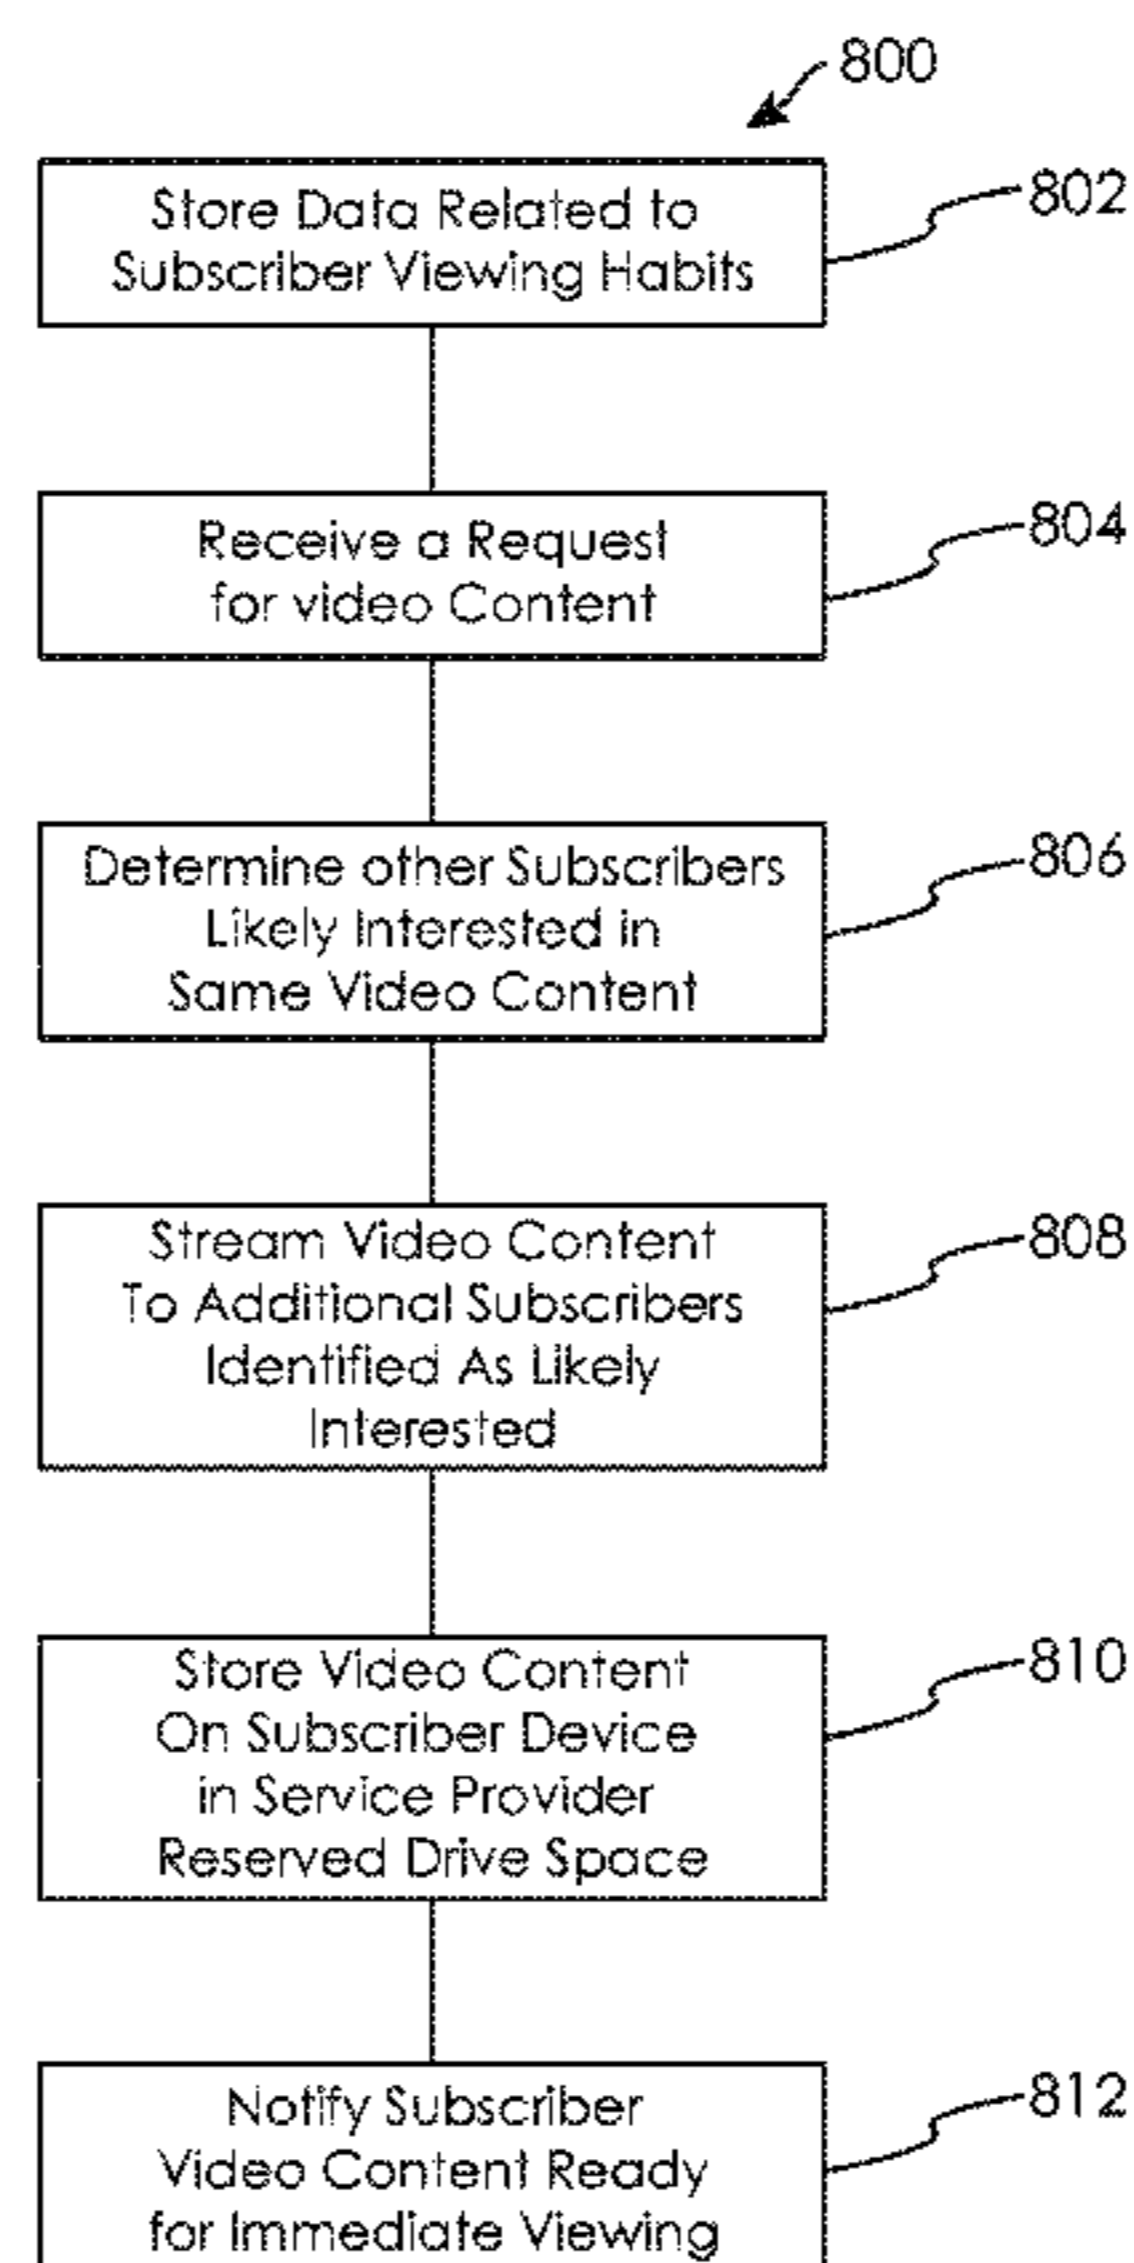 800
Store Data Related to
Subscriber Viewing Habits
802
Receive a Request
for video Content
804
Determine other Subscribers
Likely Interested in
Same Video Content
806
Stream Video Content
To Additional Subscribers
Identified As Likely
Interested
808
Store Video Content
On Subscriber Device
in Service Provider
Reserved Drive Space
810
Notify Subscriber
Video Content Ready
for Immediate Viewing
812